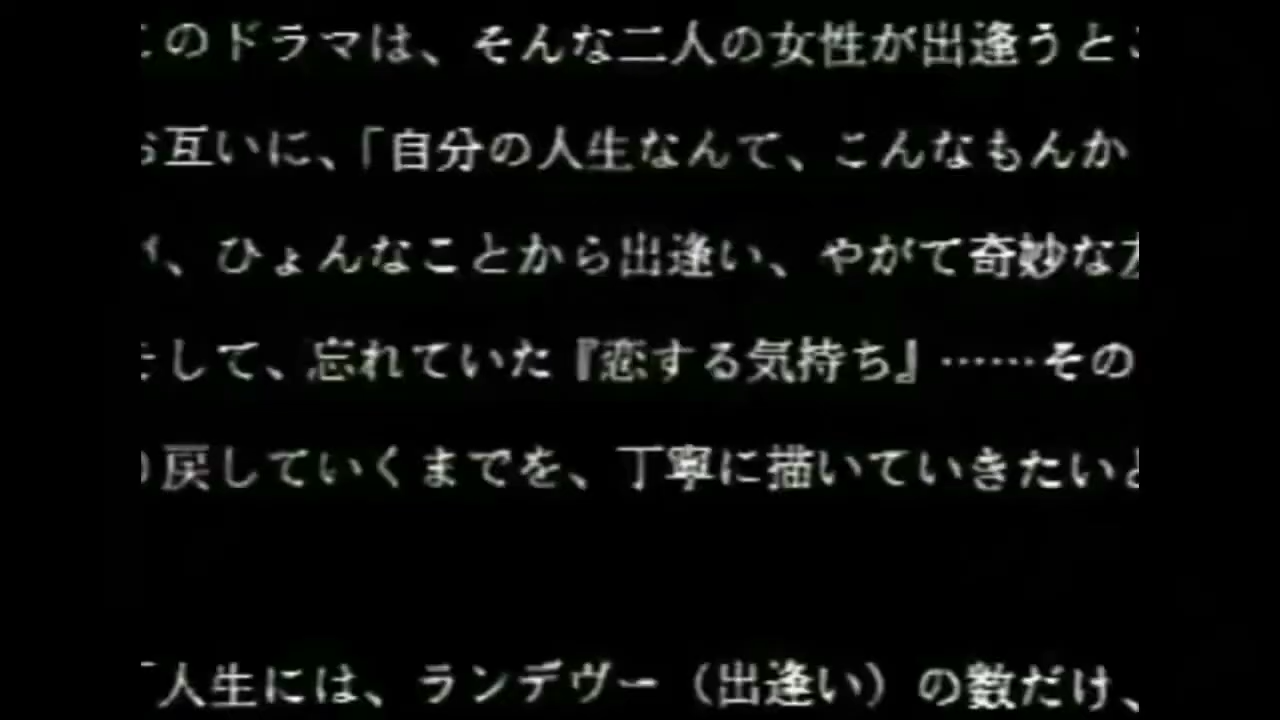 このドラマは、そんな二人の女性が出逢うとこ
お互いに、「自分の人生なんて、こんなもんか
、ひょんなことから出逢い、やがて奇妙な
そして、忘れていた『恋する気持ち』……その
戻していくまでを、丁寧に描いていきたいと
「人生には、ランデヴー（出逢い）の数だけ、